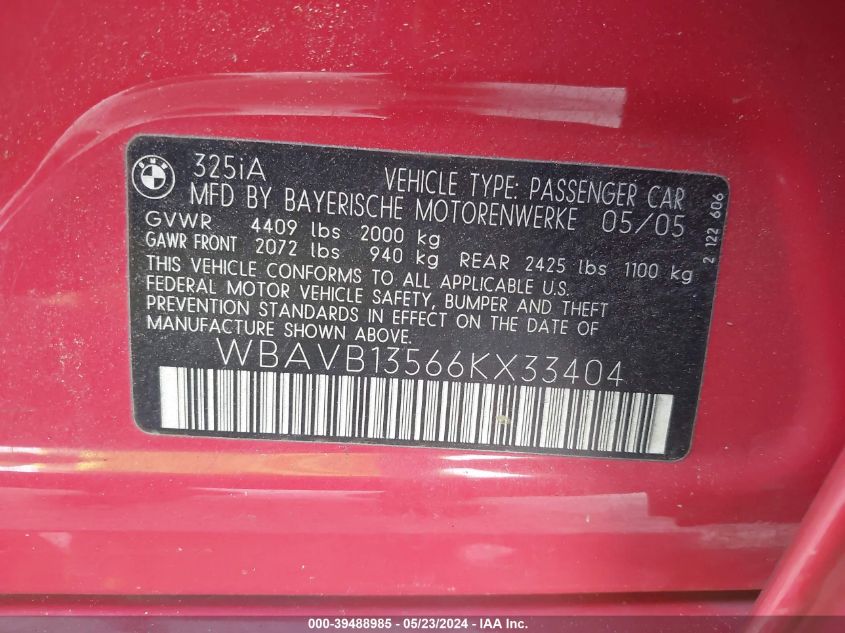 BMW
325iA VEHICLE TYPE: PASSENGER CAR
MFD BY BAYERISCHE MOTORENWERKE 05/05
GVWR 4409 lbs 2000 kg
GAWR FRONT 2072 lbs 940 kg REAR 2425 lbs 1100 kg
THIS VEHICLE CONFORMS TO ALL APPLICABLE U.S.
FEDERAL MOTOR VEHICLE SAFETY, BUMPER AND THEFT
PREVENTION STANDARDS IN EFFECT ON THE DATE OF
MANUFACTURE SHOWN ABOVE.
WBAVB13566KX33404
2 122 606
000-39488985 - 05/23/2024 - IAA Inc.